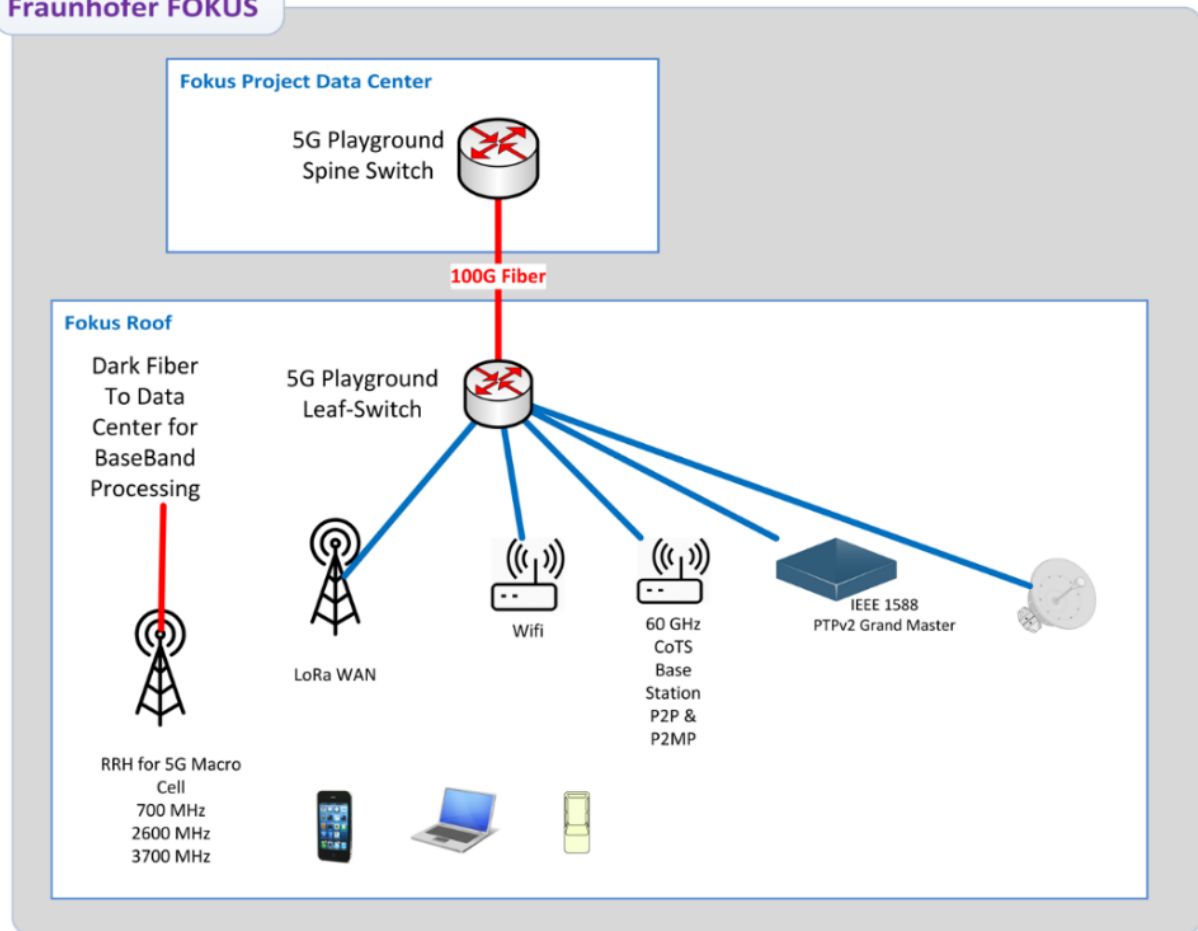 Fraunhofer FOKUS
Fokus Project Data Center
5G Playground
Spine Switch
100G Fiber
Fokus Roof
Dark Fiber
To Data
Center for
BaseBand
Processing
5G Playground
Leaf-Switch
LoRa WAN
Wifi
60 GHz
CoTS
Base
Station
P2P &
P2MP
IEEE 1588
PTPv2 Grand Master
RRH for 5G Macro
Cell
700 MHz
2600 MHz
3700 MHz